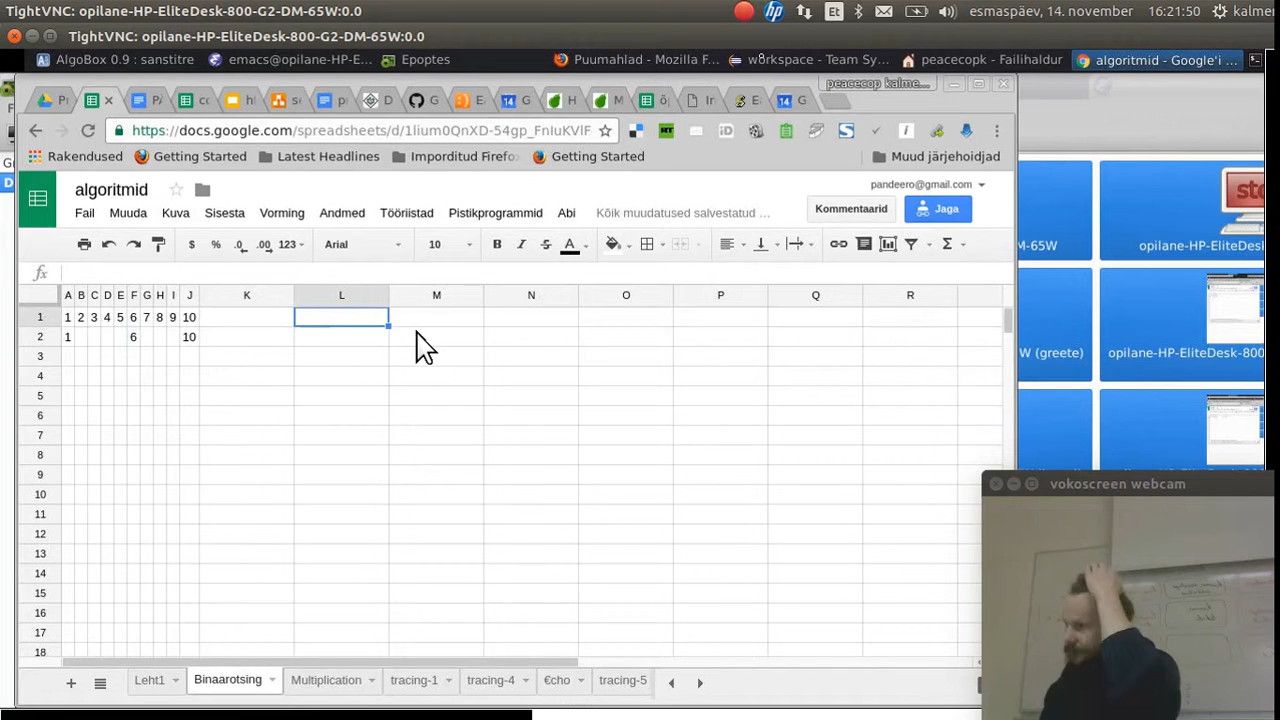 TightVNC: opilane-HP-EliteDesk-800-G2-DM-65W:0.0
Et esmaspäev, 14. november 16:21:50 kalmer
TightVNC: opilane-HP-EliteDesk-800-G2-DM-65W:0.0
AlgoBox 0.9 : sanstitre emacs@opilane-HP-E... Epoptes Puumahlad - Mozilla F... workspace - Team Sy... peacecopk - Failihaldur algoritmid - Google'i ...
peacecop kalme...
https://docs.google.com/spreadsheets/d/1lium0QnXD-54gp_FnIuKVlF
Rakendused Getting Started Latest Headlines Imporditud Firefo Getting Started Muud järjehoidjad
algoritmid pandeero@gmail.com
Fail Muuda Kuva Sisesta Vorming Andmed Tööriistad Pistikprogrammid Abi Kõik muudatused salvestatud ... Kommentaarid Jaga
$ % .0 .00 123 Arial 10 B I S A Σ
fx
A B C D E F G H I J K L M N O P Q R
1 1 2 3 4 5 6 7 8 9 10
2 1 6 10
3
4
5
6
7
8
9
10
11
12
13
14
15
16
17
18
Leht1 Binaarotsing Multiplication tracing-1 tracing-4 €cho tracing-5
M-65W opilane-HP-EliteDesk-
W (greete) opilane-HP-EliteDesk-800
vokoscreen webcam